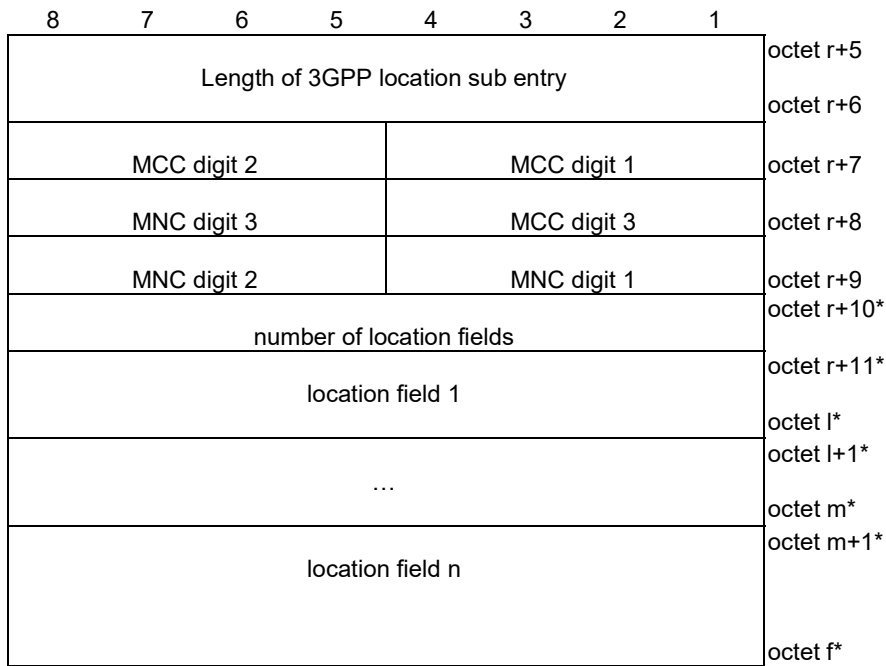 8 7 6 5 4 3 2 1
octet r+5
Length of 3GPP location sub entry
octet r+6
MCC digit 2 MCC digit 1 octet r+7
MNC digit 3 MCC digit 3 octet r+8
MNC digit 2 MNC digit 1 octet r+9
octet r+10*
number of location fields
octet r+11*
location field 1
octet l*
octet l+1*
…
octet m*
octet m+1*
location field n
octet f*